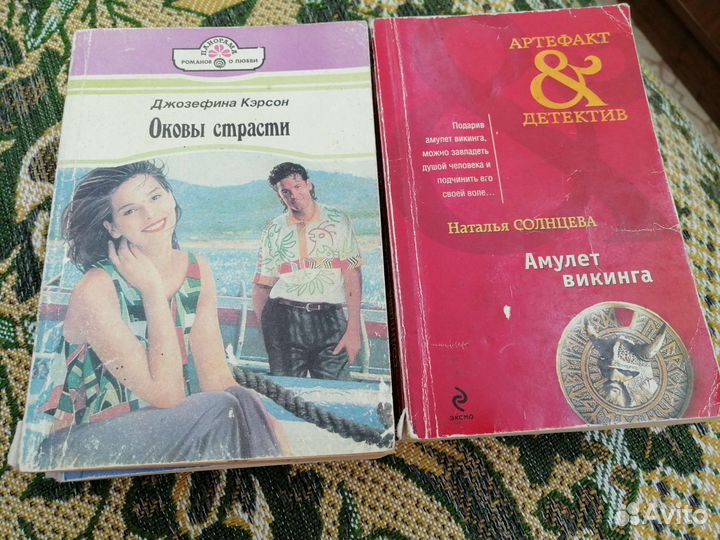 ПАНОРАМА
РОМАНОВ О ЛЮБВИ
Джозефина Кэрсон
Оковы страсти
АРТЕФАКТ
&
ДЕТЕКТИВ
Подарив
амулет викинга,
можно завладеть
душой человека и
подчинить его
своей воле...
Наталья СОЛНЦЕВА
Амулет
викинга
ЭКСМО
Avito